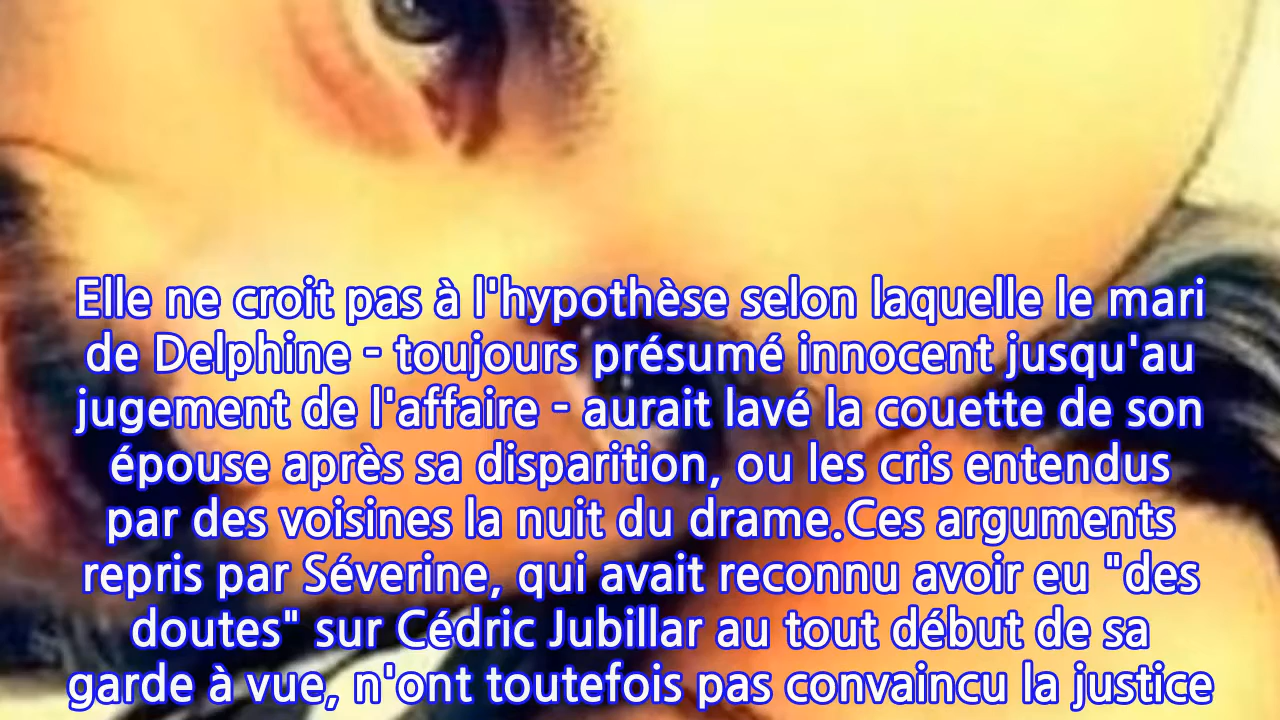 Elle ne croit pas à l'hypothèse selon laquelle le mari
de Delphine - toujours présumé innocent jusqu'au
jugement de l'affaire - aurait lavé la couette de son
épouse après sa disparition, ou les cris entendus
par des voisines la nuit du drame.Ces arguments
repris par Séverine, qui avait reconnu avoir eu "des
doutes" sur Cédric Jubillar au tout début de sa
garde à vue, n'ont toutefois pas convaincu la justice